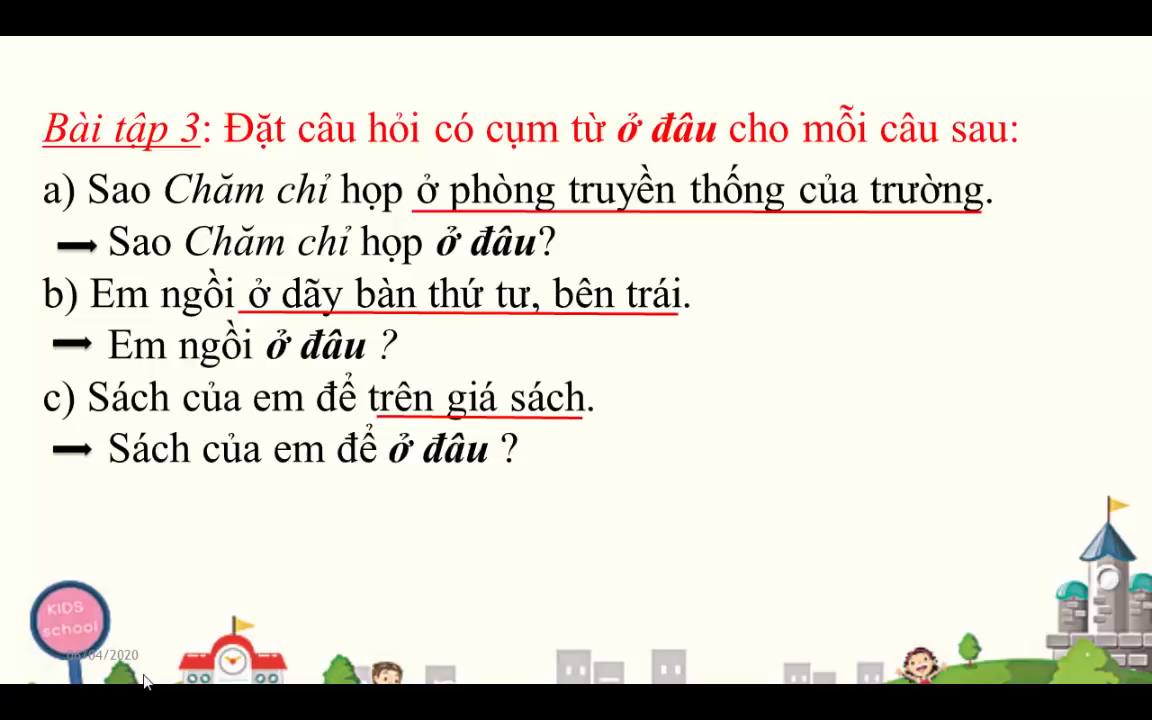 Bài tập 3: Đặt câu hỏi có cụm từ ở đâu cho mỗi câu sau:
a) Sao Chăm chỉ họp ở phòng truyền thống của trường.
Sao Chăm chỉ họp ở đâu?
b) Em ngồi ở dãy bàn thứ tư, bên trái.
Em ngồi ở đâu ?
c) Sách của em để trên giá sách.
Sách của em để ở đâu ?
KIDS
school
/04/2020